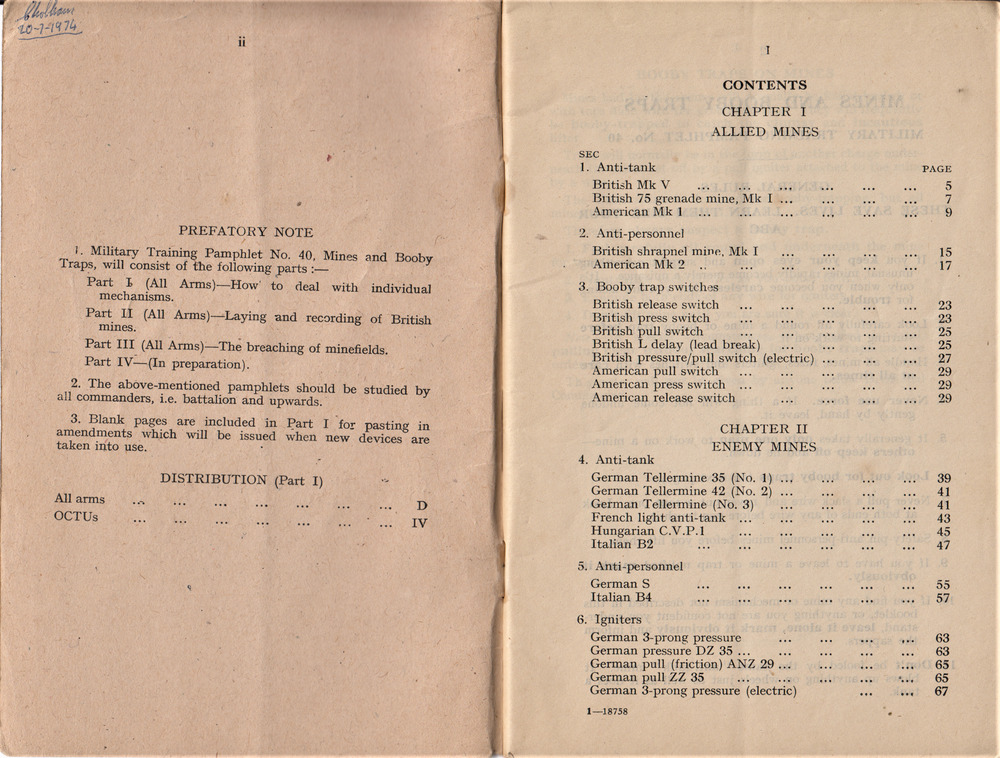 20-7-1974
ii
PREFATORY NOTE
1. Military Training Pamphlet No. 40, Mines and Booby
Traps, will consist of the following parts :—
Part I (All Arms)—How to deal with individual
mechanisms.
Part II (All Arms)—Laying and recording of British
mines.
Part III (All Arms)—The breaching of minefields.
Part IV—(In preparation).
2. The above-mentioned pamphlets should be studied by
all commanders, i.e. battalion and upwards.
3. Blank pages are included in Part I for pasting in
amendments which will be issued when new devices are
taken into use.
DISTRIBUTION (Part I)
All arms ... ... ... ... ... ... D
OCTUs ... ... ... ... ... ... IV
I
CONTENTS
CHAPTER I
ALLIED MINES
SEC
1. Anti-tank PAGE
British Mk V ... ... ... ... ... ... 5
British 75 grenade mine, Mk I ... ... ... ... 7
American Mk 1 ... ... ... ... ... ... 9
2. Anti-personnel
British shrapnel mine, Mk I ... ... ... ... 15
American Mk 2 .. ... ... ... ... ... 17
3. Booby trap switches
British release switch ... ... ... ... ... 23
British press switch ... ... ... ... ... 23
British pull switch ... ... ... ... ... 25
British L delay (lead break) ... ... ... ... 25
British pressure/pull switch (electric) ... ... ... 27
American pull switch ... ... ... ... ... 29
American press switch ... ... ... ... ... 29
American release switch ... ... ... ... 29
CHAPTER II
ENEMY MINES
4. Anti-tank
German Tellermine 35 (No. 1) ... ... ... ... 39
German Tellermine 42 (No. 2) ... ... ... ... 41
German Tellermine (No. 3) ... ... ... ... 41
French light anti-tank ... ... ... ... ... 43
Hungarian C.V.P.1 ... ... ... ... ... 45
Italian B2 ... ... ... ... ... ... 47
5. Anti-personnel
German S ... ... ... ... ... ... 55
Italian B4 ... ... ... ... ... ... 57
6. Igniters
German 3-prong pressure ... ... ... ... 63
German pressure DZ 35 ... ... ... ... ... 63
German pull (friction) ANZ 29 ... ... ... ... 65
German pull ZZ 35 ... ... ... ... ... 65
German 3-prong pressure (electric) ... ... 67
1—18758